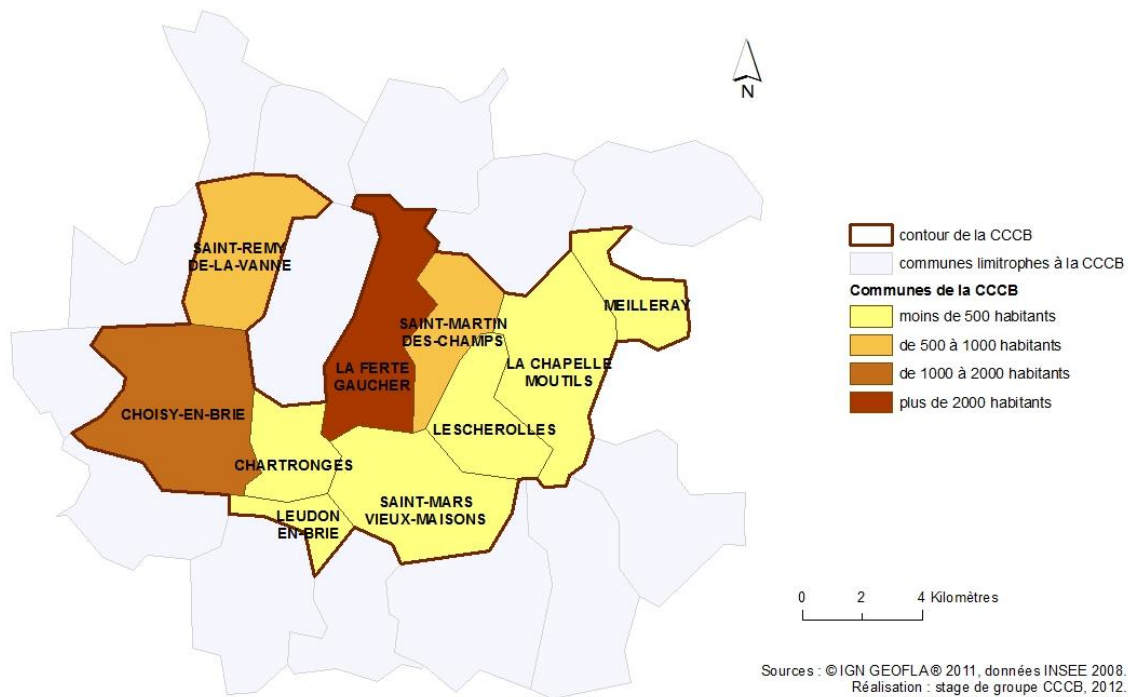 N
SAINT-REMY
DE-LA-VANNE
MEILLERAY
SAINT-MARTIN
DES-CHAMPS
LA CHAPELLE
MOUTILS
LA FERTE
GAUCHER
CHOISY-EN-BRIE
LESCHEROLLES
CHARTRONGES
SAINT-MARS
VIEUX-MAISONS
LEUDON
EN-BRIE
contour de la CCCB
communes limitrophes à la CCCB
Communes de la CCCB
moins de 500 habitants
de 500 à 1000 habitants
de 1000 à 2000 habitants
plus de 2000 habitants
0 2 4 Kilomètres
Sources : © IGN GEOFLA® 2011, données INSEE 2008.
Réalisation : stage de groupe CCCB, 2012.